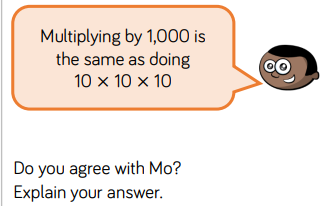 Multiplying by 1,000 is
the same as doing
10 × 10 × 10
Do you agree with Mo?
Explain your answer.